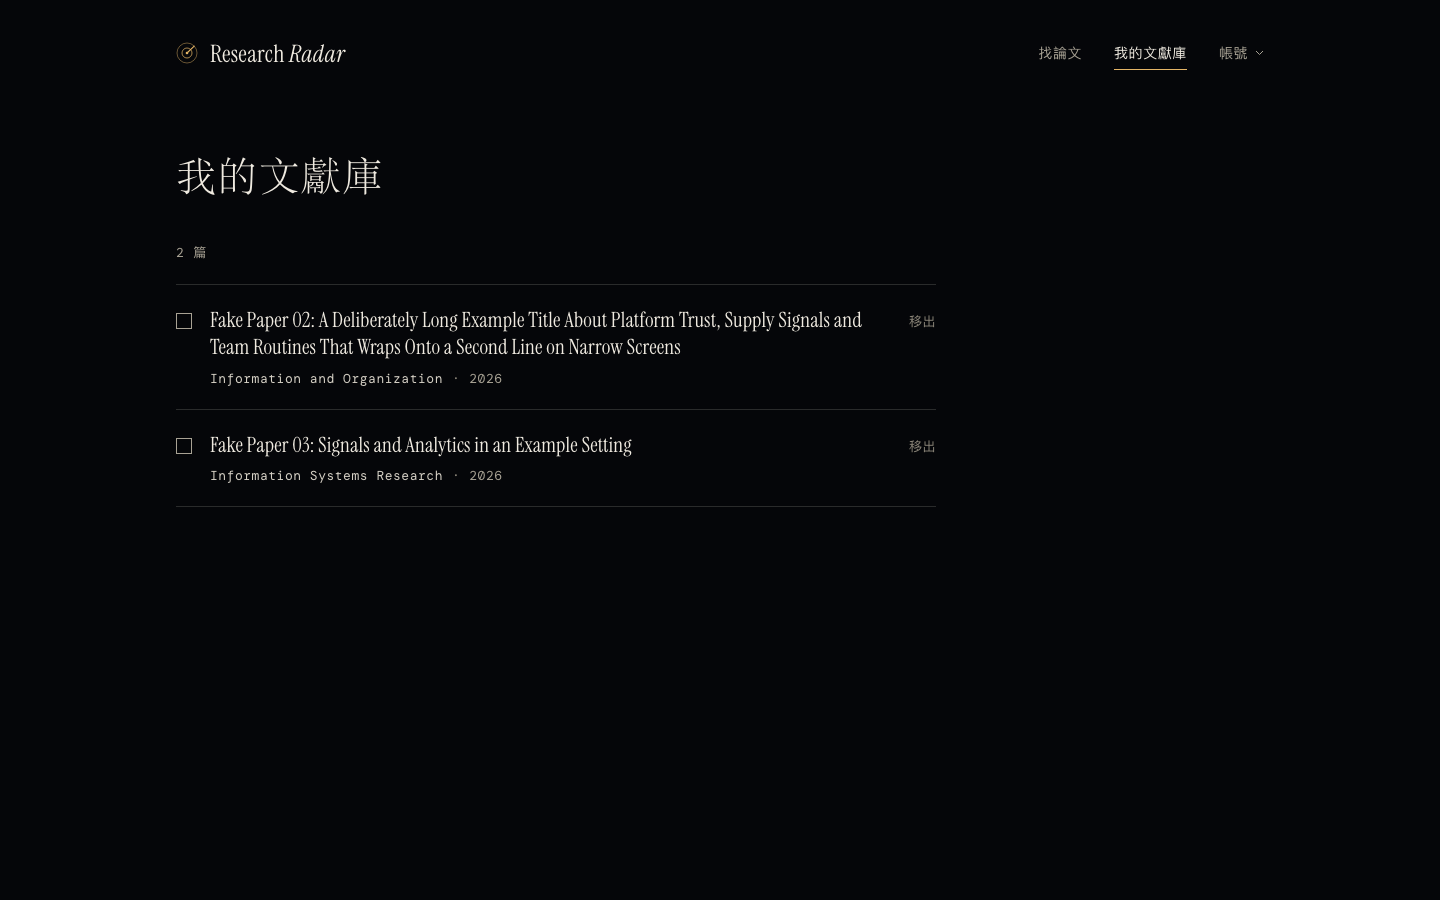 Research Radar
找論文
我的文獻庫
帳號
我的文獻庫
2 篇
Fake Paper 02: A Deliberately Long Example Title About Platform Trust, Supply Signals and
Team Routines That Wraps Onto a Second Line on Narrow Screens
移出
Information and Organization · 2026
Fake Paper 03: Signals and Analytics in an Example Setting
移出
Information Systems Research · 2026